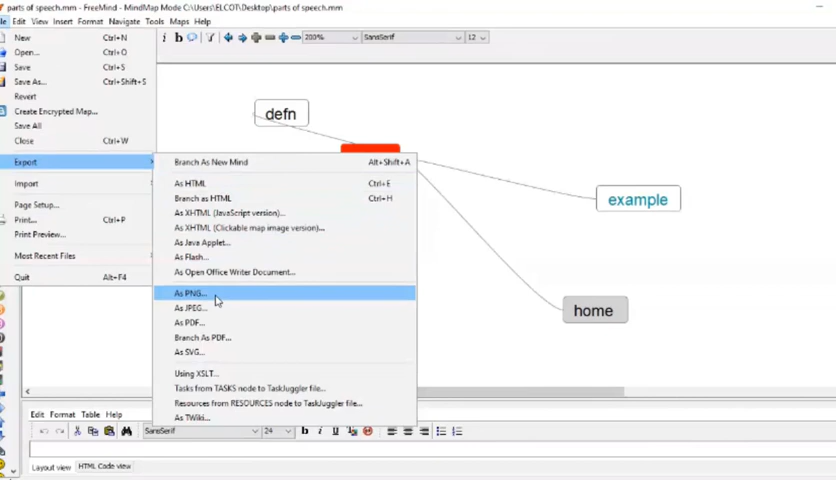 parts of speech.mm - FreeMind - MindMap Mode C:\Users\ELCOT\Desktop\parts of speech.mm
File Edit View Insert Format Navigate Tools Maps Help
200% SansSerif 12
New Ctrl+N
Open... Ctrl+O
Save Ctrl+S
Save As... Ctrl+Shift+S
Revert
Create Encrypted Map...
Save All
Close Ctrl+W
Export
Import
Page Setup...
Print... Ctrl+P
Print Preview...
Most Recent Files
Quit Alt+F4
Branch As New Mind Alt+Shift+A
As HTML Ctrl+E
Branch as HTML Ctrl+H
As XHTML (JavaScript version)...
As XHTML (Clickable map image version)...
As Java Applet...
As Flash...
As Open Office Writer Document...
As PNG...
As JPEG...
As PDF...
Branch As PDF...
As SVG...
Using XSLT...
Tasks from TASKS node to TaskJuggler file...
Resources from RESOURCES node to TaskJuggler file...
As TWiki...
defn
example
home
Edit Format Table Help
SansSerif 24 b i u
Layout view HTML Code view